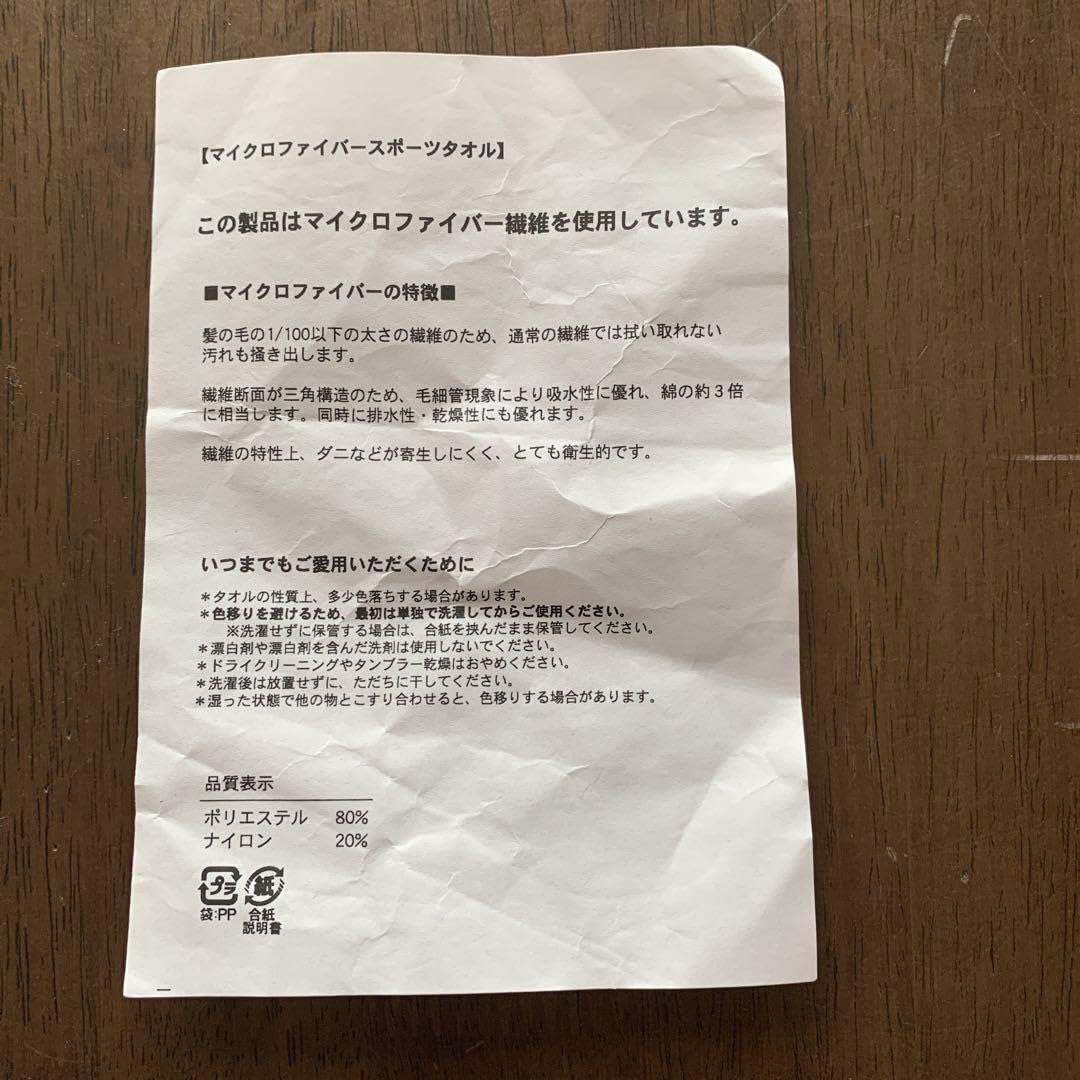 【マイクロファイバースポーツタオル】
この製品はマイクロファイバー繊維を使用しています。
■マイクロファイバーの特徴■
髪の毛の1/100以下の太さの繊維のため、通常の繊維では拭い取れない
汚れも掻き出します。
繊維断面が三角構造のため、毛細管現象により吸水性に優れ、綿の約３倍
に相当します。同時に排水性・乾燥性にも優れます。
繊維の特性上、ダニなどが寄生しにくく、とても衛生的です。
いつまでもご愛用いただくために
＊タオルの性質上、多少色落ちする場合があります。
＊色移りを避けるため、最初は単独で洗濯してからご使用ください。
※洗濯せずに保管する場合は、合紙を挟んだまま保管してください。
＊漂白剤や漂白剤を含んだ洗剤は使用しないでください。
＊ドライクリーニングやタンブラー乾燥はおやめください。
＊洗濯後は放置せずに、ただちに干してください。
＊湿った状態で他の物とこすり合わせると、色移りする場合があります。
品質表示
ポリエステル 80%
ナイロン 20%
プラ 紙
袋:PP 合紙
説明書